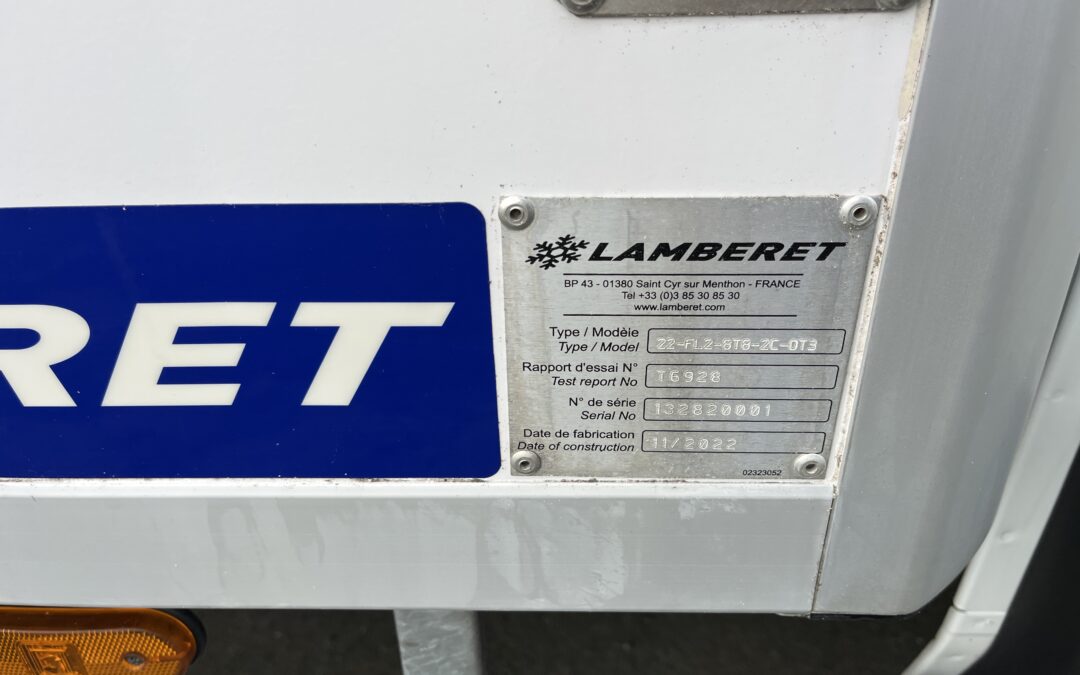 RET
LAMBERET
BP 43 - 01380 Saint Cyr sur Menthon - FRANCE
Tel +33 (0)3 85 30 85 30
www.lamberet.com
Type / Modèle
Type / Model
22-FL2-8T8-2C-DT3
Rapport d'essai N°
Test report No
T6928
N° de série
Serial No
132820001
Date de fabrication
Date of construction
11/2022
02323052